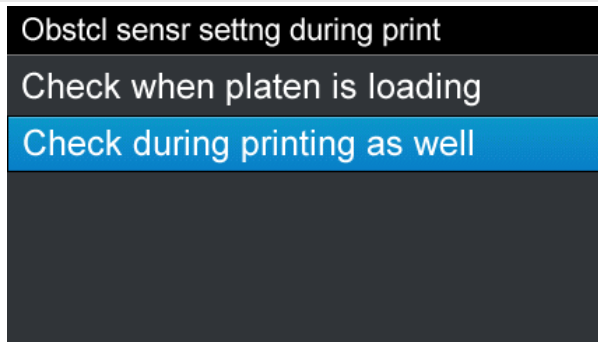 Obstcl sensr settng during print
Check when platen is loading
Check during printing as well